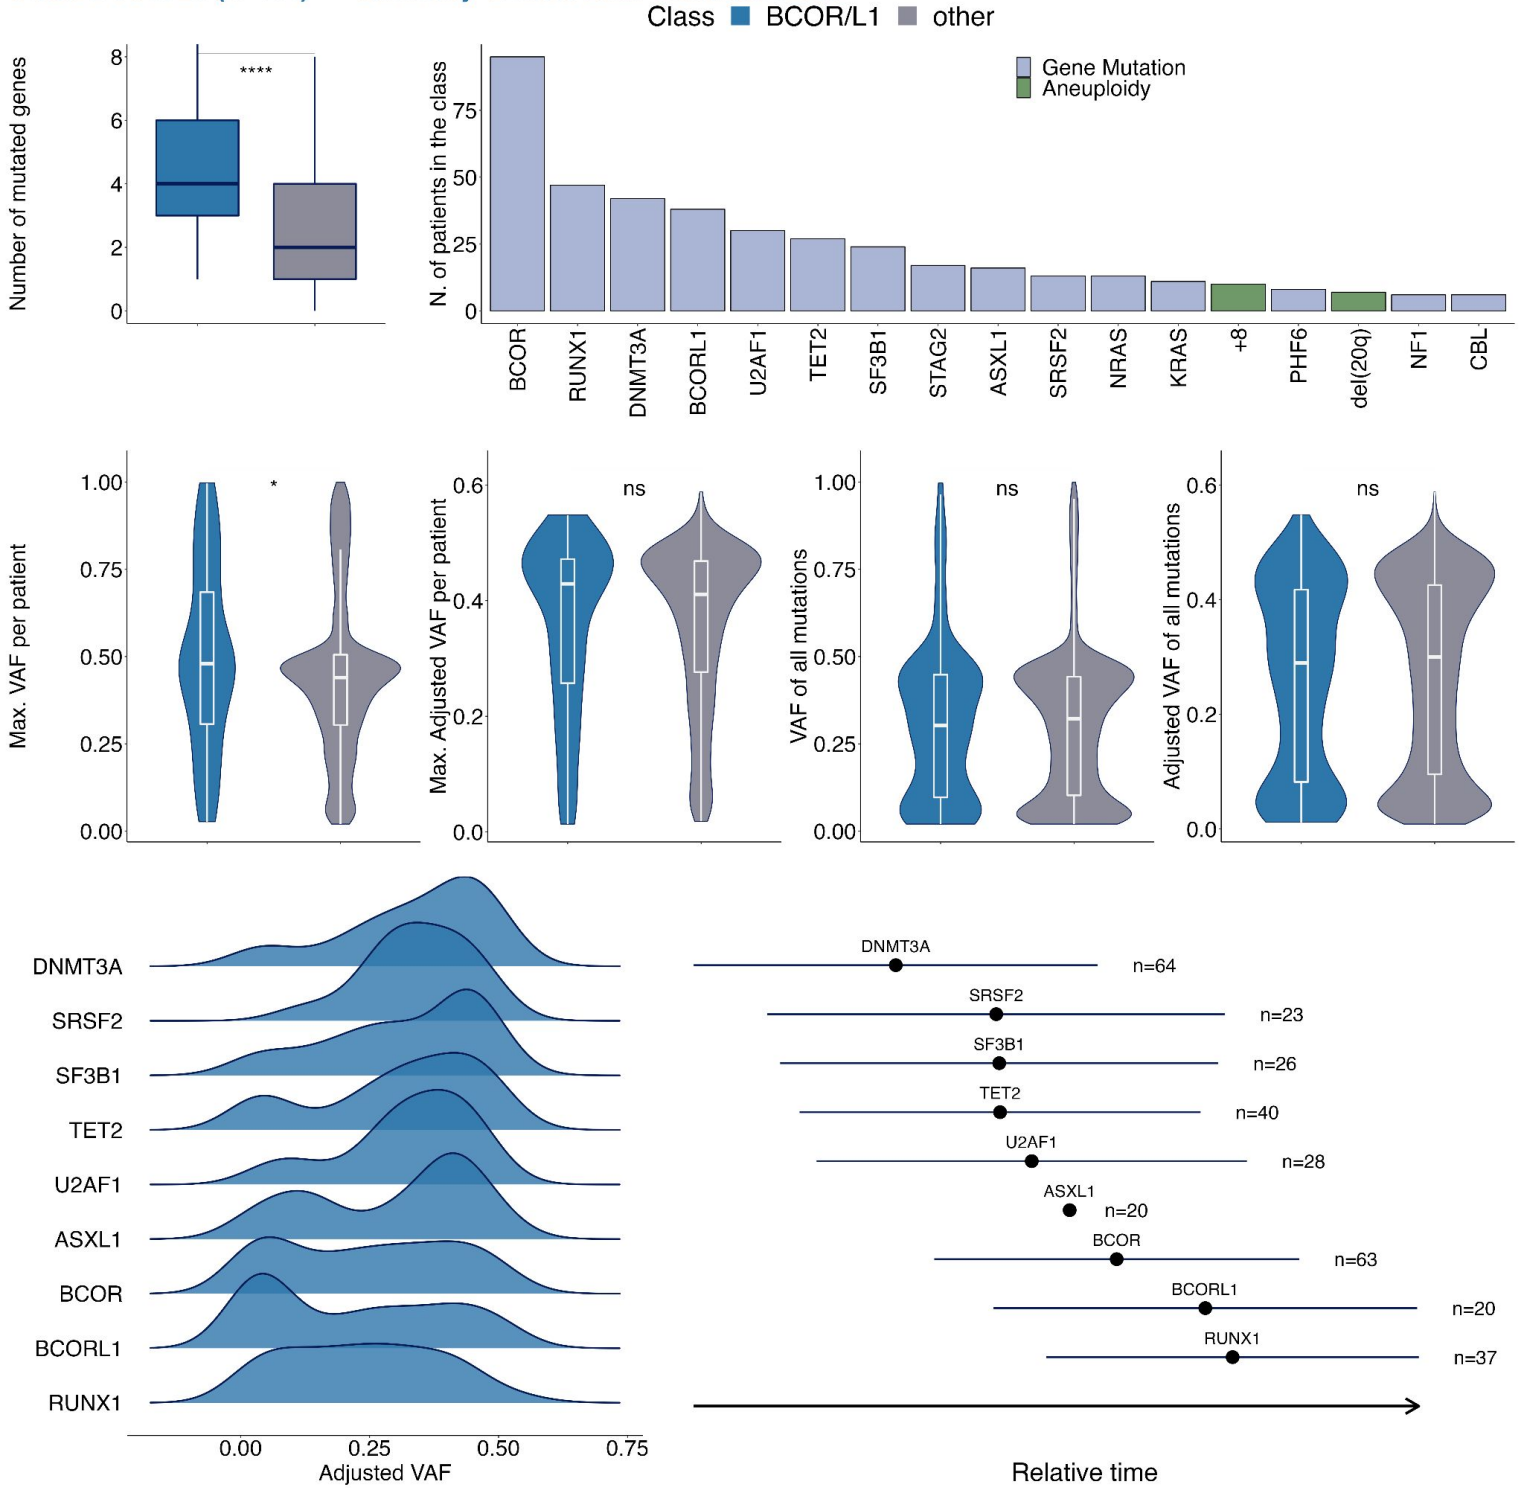 Class BCOR/L1 other
Number of mutated genes
8
6
4
2
0
****
N. of patients in the class
75
50
25
0
Gene Mutation
Aneuploidy
BCOR
RUNX1
DNMT3A
BCORL1
U2AF1
TET2
SF3B1
STAG2
ASXL1
SRSF2
NRAS
KRAS
+8
PHF6
del(20q)
NF1
CBL
Max. VAF per patient
1.00
0.75
0.50
0.25
0.00
*
Max. Adjusted VAF per patient
0.6
0.4
0.2
0.0
ns
VAF of all mutations
1.00
0.75
0.50
0.25
0.00
ns
Adjusted VAF of all mutations
0.6
0.4
0.2
0.0
ns
DNMT3A
SRSF2
SF3B1
TET2
U2AF1
ASXL1
BCOR
BCORL1
RUNX1
0.00 0.25 0.50 0.75
Adjusted VAF
DNMT3A
n=64
SRSF2
n=23
SF3B1
n=26
TET2
n=40
U2AF1
n=28
ASXL1
n=20
BCOR
n=63
BCORL1
n=20
RUNX1
n=37
Relative time